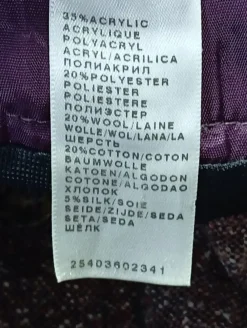 35%ACRYLIC
ACRYLIQUE
POLYACRYL
ACRYL/ACRILICA
ПОЛИАКРИЛ
20%POLYESTER
POLIESTER
POLIESTERE
ПОЛИЭСТЕР
20%WOOL/LAINE
WOLLE/WOL/LANA/LA
ШЕРСТЬ
20%COTTON/COTON
BAUMWOLLE
KATOEN/ALGODON
COTONE/ALGODAO
ХЛОПОК
5%SILK/SOIE
SEIDE/ZIJDE/SEDA
SETA/SEDA
ШЁЛК
25403602341